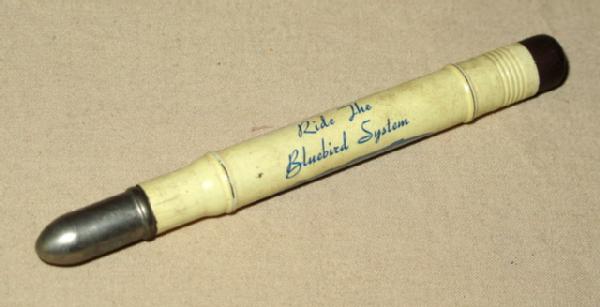 Ride The
Bluebird System